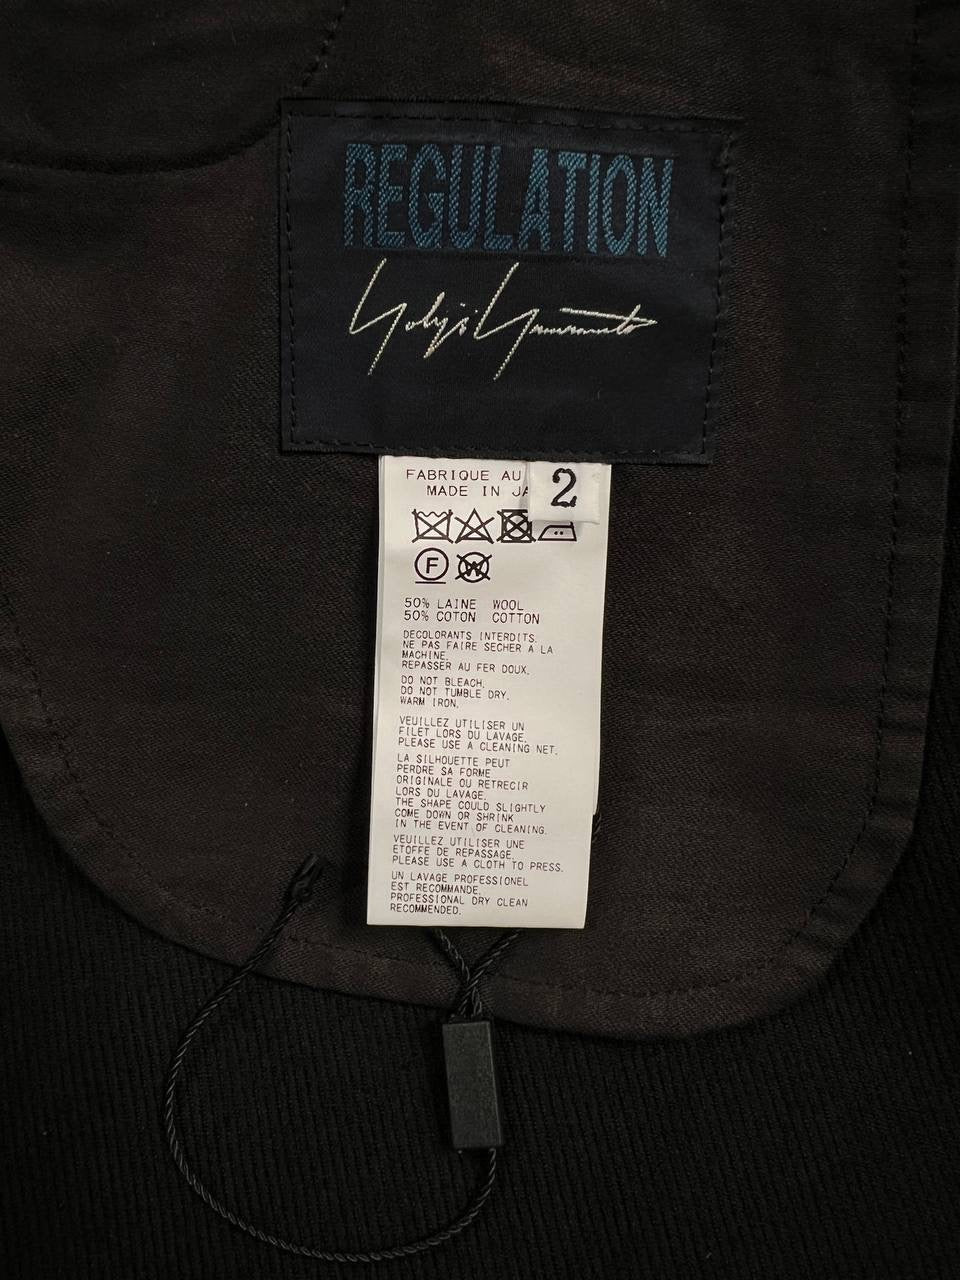 REGULATION
Yohji Yamamoto
FABRIQUE AU
MADE IN JA
2
F
W
50% LAINE WOOL
50% COTON COTTON
DECOLORANTS INTERDITS.
NE PAS FAIRE SECHER A LA
MACHINE.
REPASSER AU FER DOUX.
DO NOT BLEACH.
DO NOT TUMBLE DRY.
WARM IRON.
VEUILLEZ UTILISER UN
FILET LORS DU LAVAGE.
PLEASE USE A CLEANING NET.
LA SILHOUETTE PEUT
PERDRE SA FORME
ORIGINALE OU RETRECIR
LORS DU LAVAGE.
THE SHAPE COULD SLIGHTLY
COME DOWN OR SHRINK
IN THE EVENT OF CLEANING.
VEUILLEZ UTILISER UNE
ETOFFE DE REPASSAGE.
PLEASE USE A CLOTH TO PRESS.
UN LAVAGE PROFESSIONEL
EST RECOMMANDE.
PROFESSIONAL DRY CLEAN
RECOMMENDED.